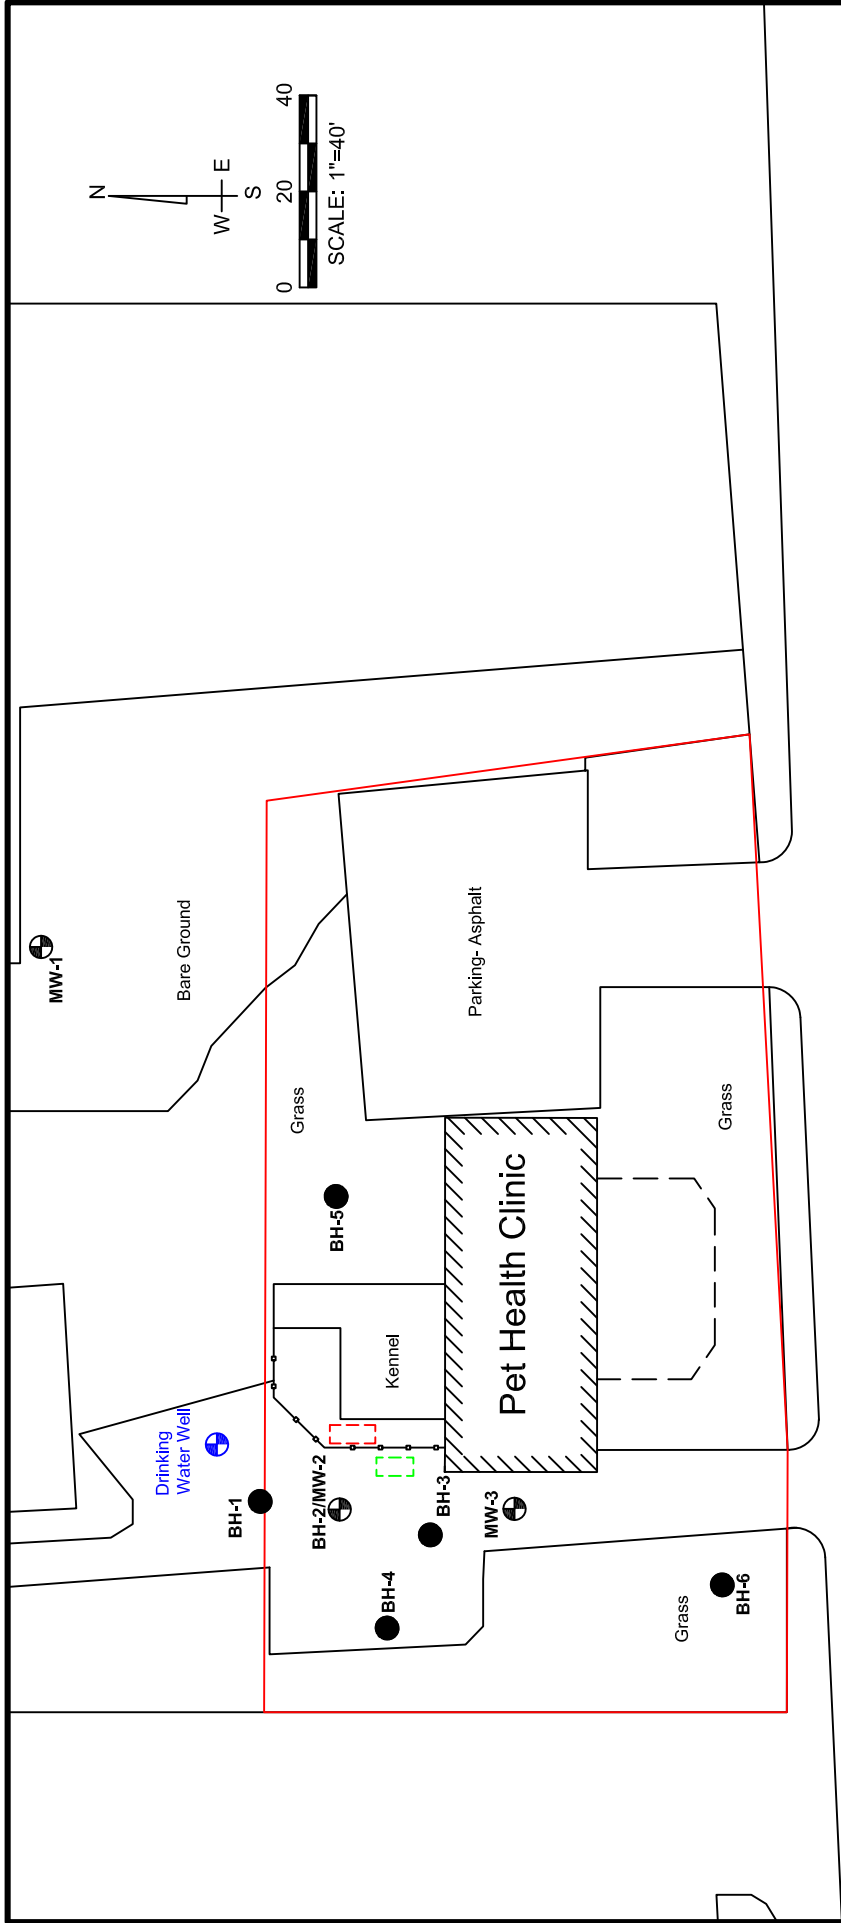 N
W
E
S
0
20
40
SCALE: 1"=40'
MW-1
Bare Ground
Parking- Asphalt
Grass
Grass
BH-5
Pet Health Clinic
Kennel
Drinking
Water Well
BH-1
BH-2/MW-2
BH-3
MW-3
BH-4
Grass
BH-6